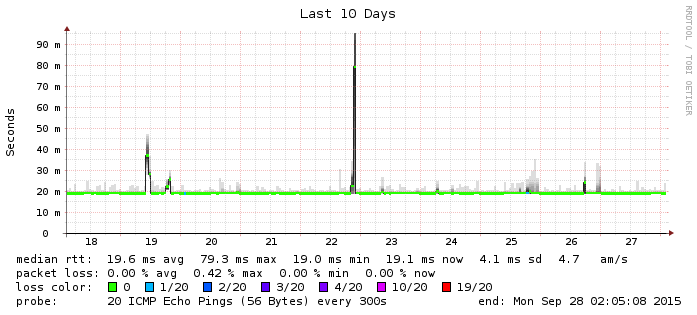 Last 10 Days
RRDTOOL / TOBI OETIKER
Seconds
90 m
80 m
70 m
60 m
50 m
40 m
30 m
20 m
10 m
0
18 19 20 21 22 23 24 25 26 27
median rtt: 19.6 ms avg 79.3 ms max 19.0 ms min 19.1 ms now 4.1 ms sd 4.7 am/s
packet loss: 0.00 % avg 0.42 % max 0.00 % min 0.00 % now
loss color: 0 1/20 2/20 3/20 4/20 10/20 19/20
probe: 20 ICMP Echo Pings (56 Bytes) every 300s end: Mon Sep 28 02:05:08 2015